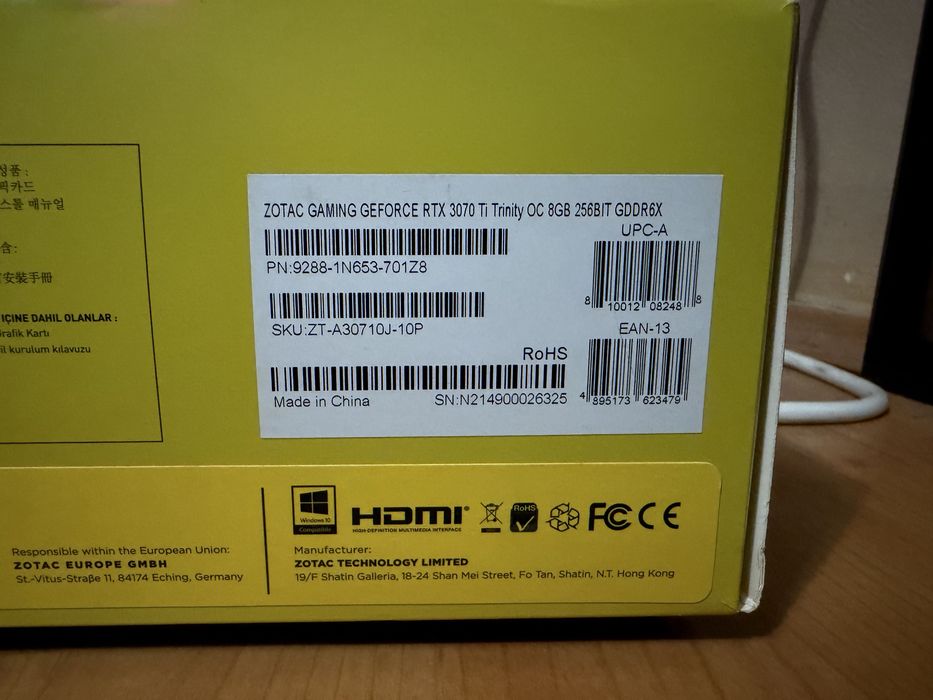 성품 :
픽카드
스톨 매뉴얼
含:
安裝手冊
IÇINE DAHIL OLANLAR :
rafik Kartı
il kurulum kılavuzu
ZOTAC GAMING GEFORCE RTX 3070 Ti Trinity OC 8GB 256BIT GDDR6X
PN:9288-1N653-701Z8
UPC-A
8 10012 08248 8
SKU:ZT-A30710J-10P
EAN-13
4 895173 623479
RoHS
Made in China
SN:N214900026325
Windows 10
Compatible
HDMI
HIGH-DEFINITION MULTIMEDIA INTERFACE
RoHS
FC CE
Responsible within the European Union:
ZOTAC EUROPE GMBH
St.-Vitus-Straße 11, 84174 Eching, Germany
Manufacturer:
ZOTAC TECHNOLOGY LIMITED
19/F Shatin Galleria, 18-24 Shan Mei Street, Fo Tan, Shatin, N.T. Hong Kong